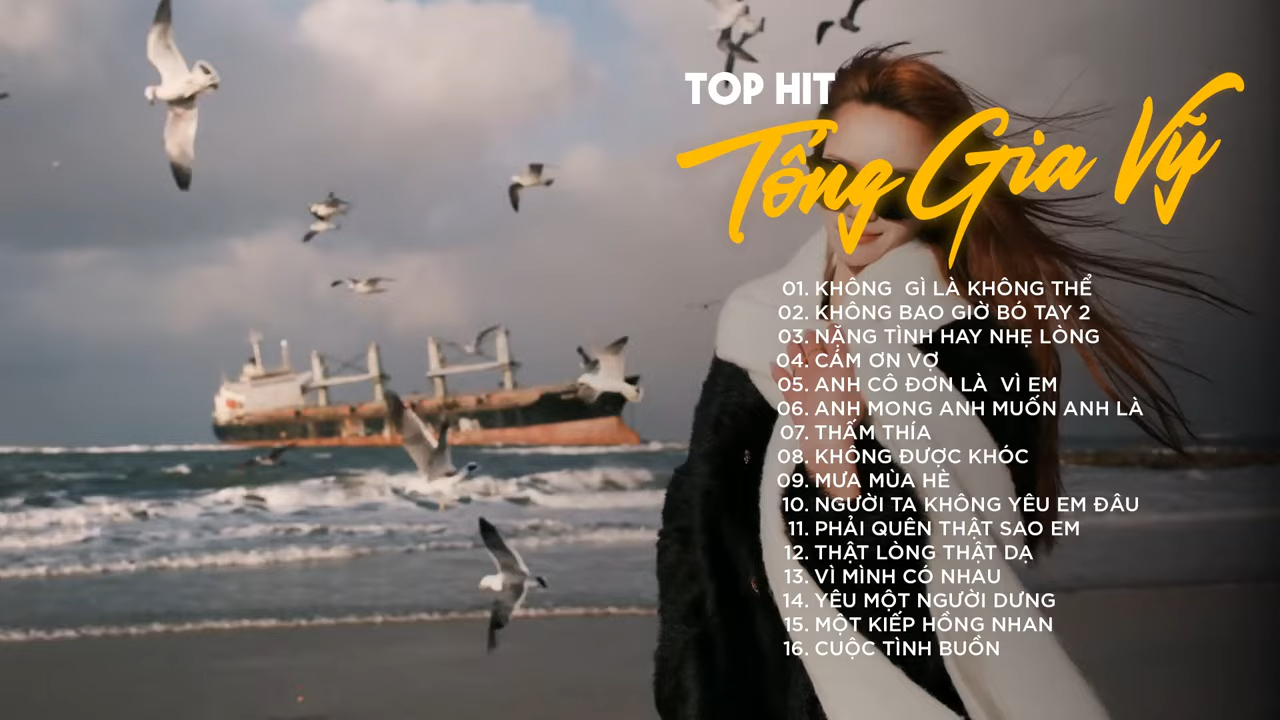 TOP HIT
Tống Gia Vỹ
01. KHÔNG GÌ LÀ KHÔNG THỂ
02. KHÔNG BAO GIỜ BÓ TAY 2
03. NẶNG TÌNH HAY NHẸ LÒNG
04. CÁM ƠN VỢ
05. ANH CÔ ĐƠN LÀ VÌ EM
06. ANH MONG ANH MUỐN ANH LÀ
07. THẤM THÍA
08. KHÔNG ĐƯỢC KHÓC
09. MƯA MÙA HÈ
10. NGƯỜI TA KHÔNG YÊU EM ĐÂU
11. PHẢI QUÊN THẬT SAO EM
12. THẬT LÒNG THẬT DẠ
13. VÌ MÌNH CÓ NHAU
14. YÊU MỘT NGƯỜI DƯNG
15. MỘT KIẾP HỒNG NHAN
16. CUỘC TÌNH BUỒN